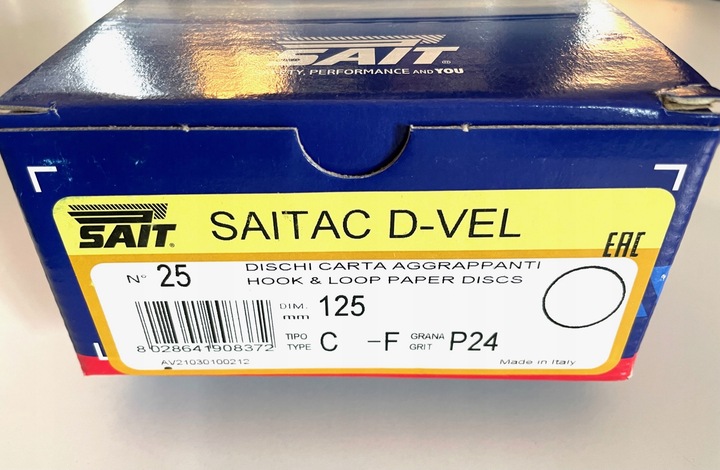 SAIT®
PERFORMANCE AND YOU
SAIT®
SAITAC D-VEL
EAC
N° 25
DISCHI CARTA AGGRAPPANTI
HOOK & LOOP PAPER DISCS
DIM. mm 125
8 028641 908372
TIPO TYPE C -F GRANA GRIT P24
AV21030100212
Made in Italy